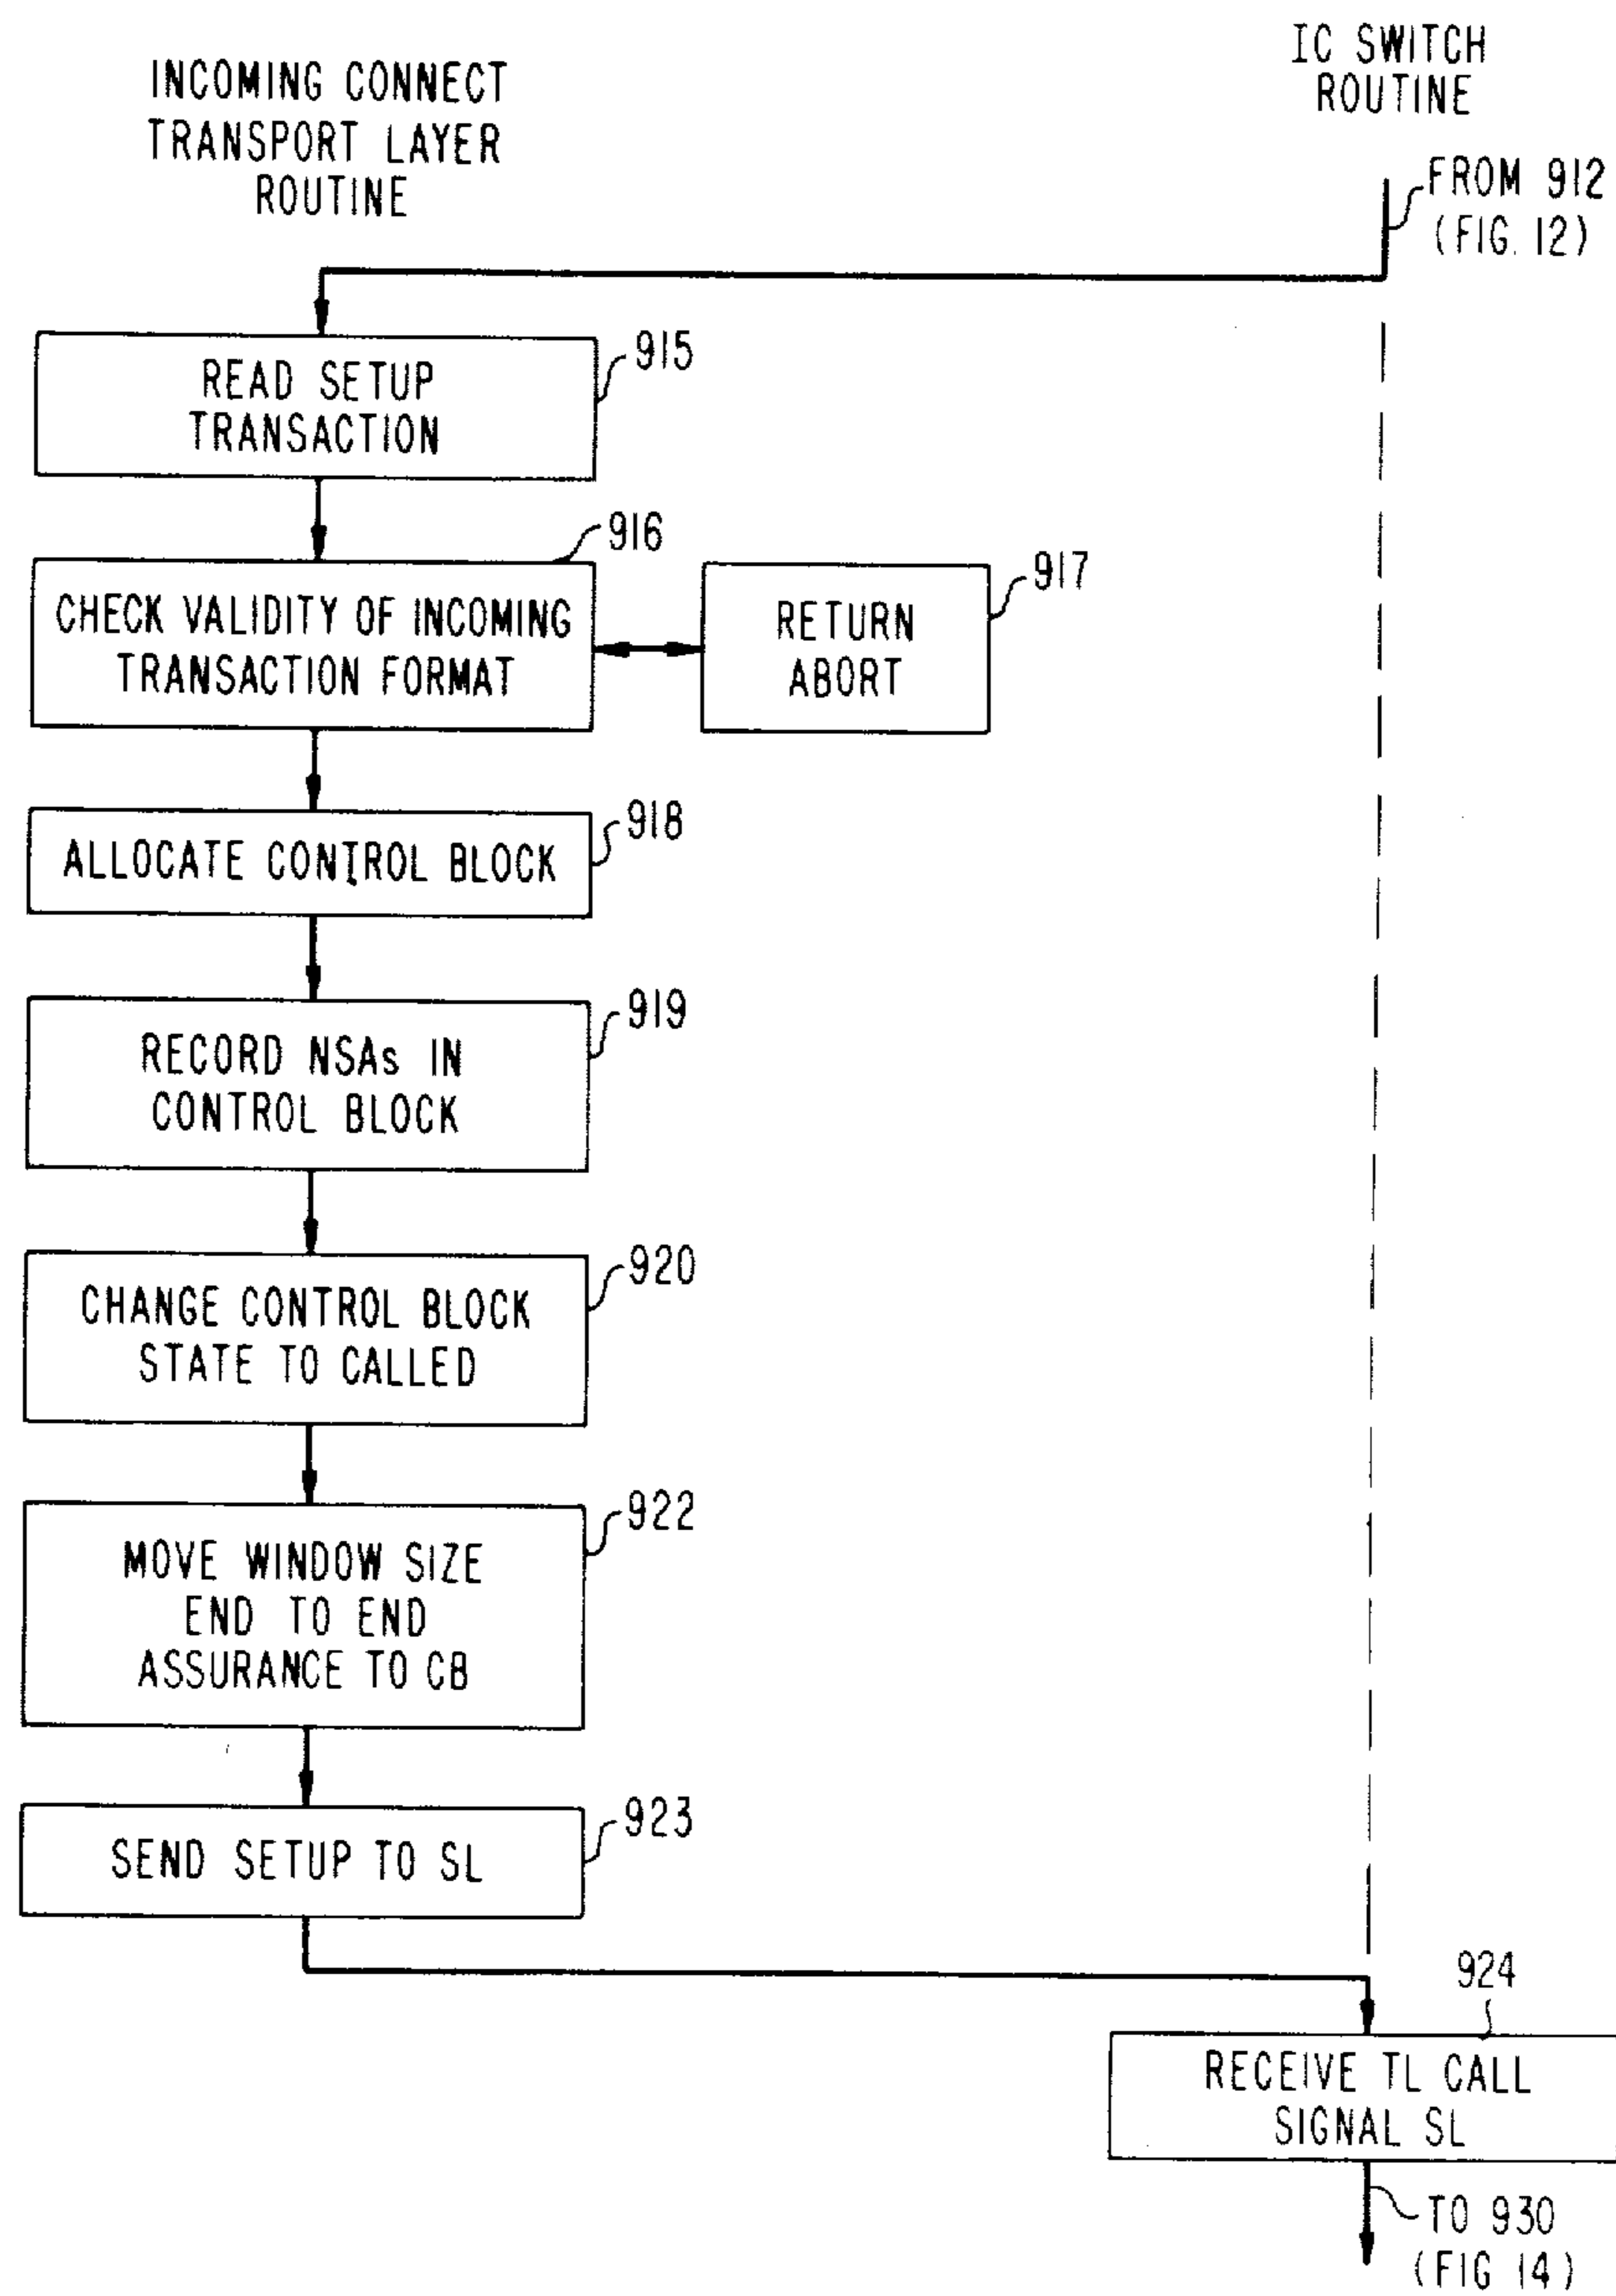 INCOMING CONNECT
TRANSPORT LAYER
ROUTINE
IC SWITCH
ROUTINE
FROM 912
(FIG. 12)
READ SETUP
TRANSACTION
915
CHECK VALIDITY OF INCOMING
TRANSACTION FORMAT
916
RETURN
ABORT
917
ALLOCATE CONTROL BLOCK
918
RECORD NSAs IN
CONTROL BLOCK
919
CHANGE CONTROL BLOCK
STATE TO CALLED
920
MOVE WINDOW SIZE
END TO END
ASSURANCE TO CB
922
SEND SETUP TO SL
923
924
RECEIVE TL CALL
SIGNAL SL
TO 930
(FIG 14)